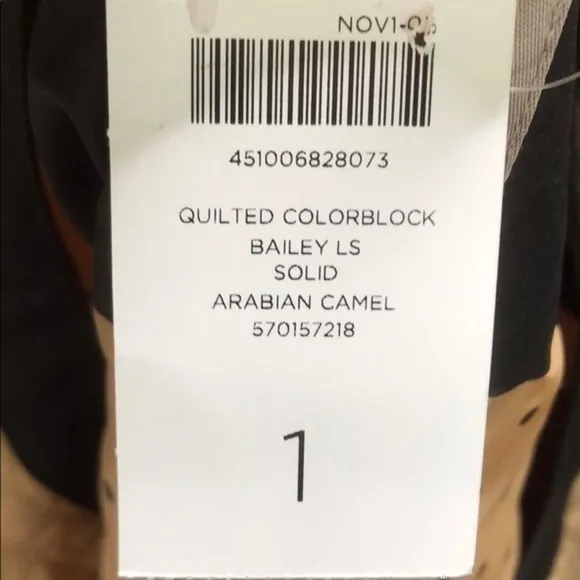 451006828073
QUILTED COLORBLOCK
BAILEY LS
SOLID
ARABIAN CAMEL
570157218
1